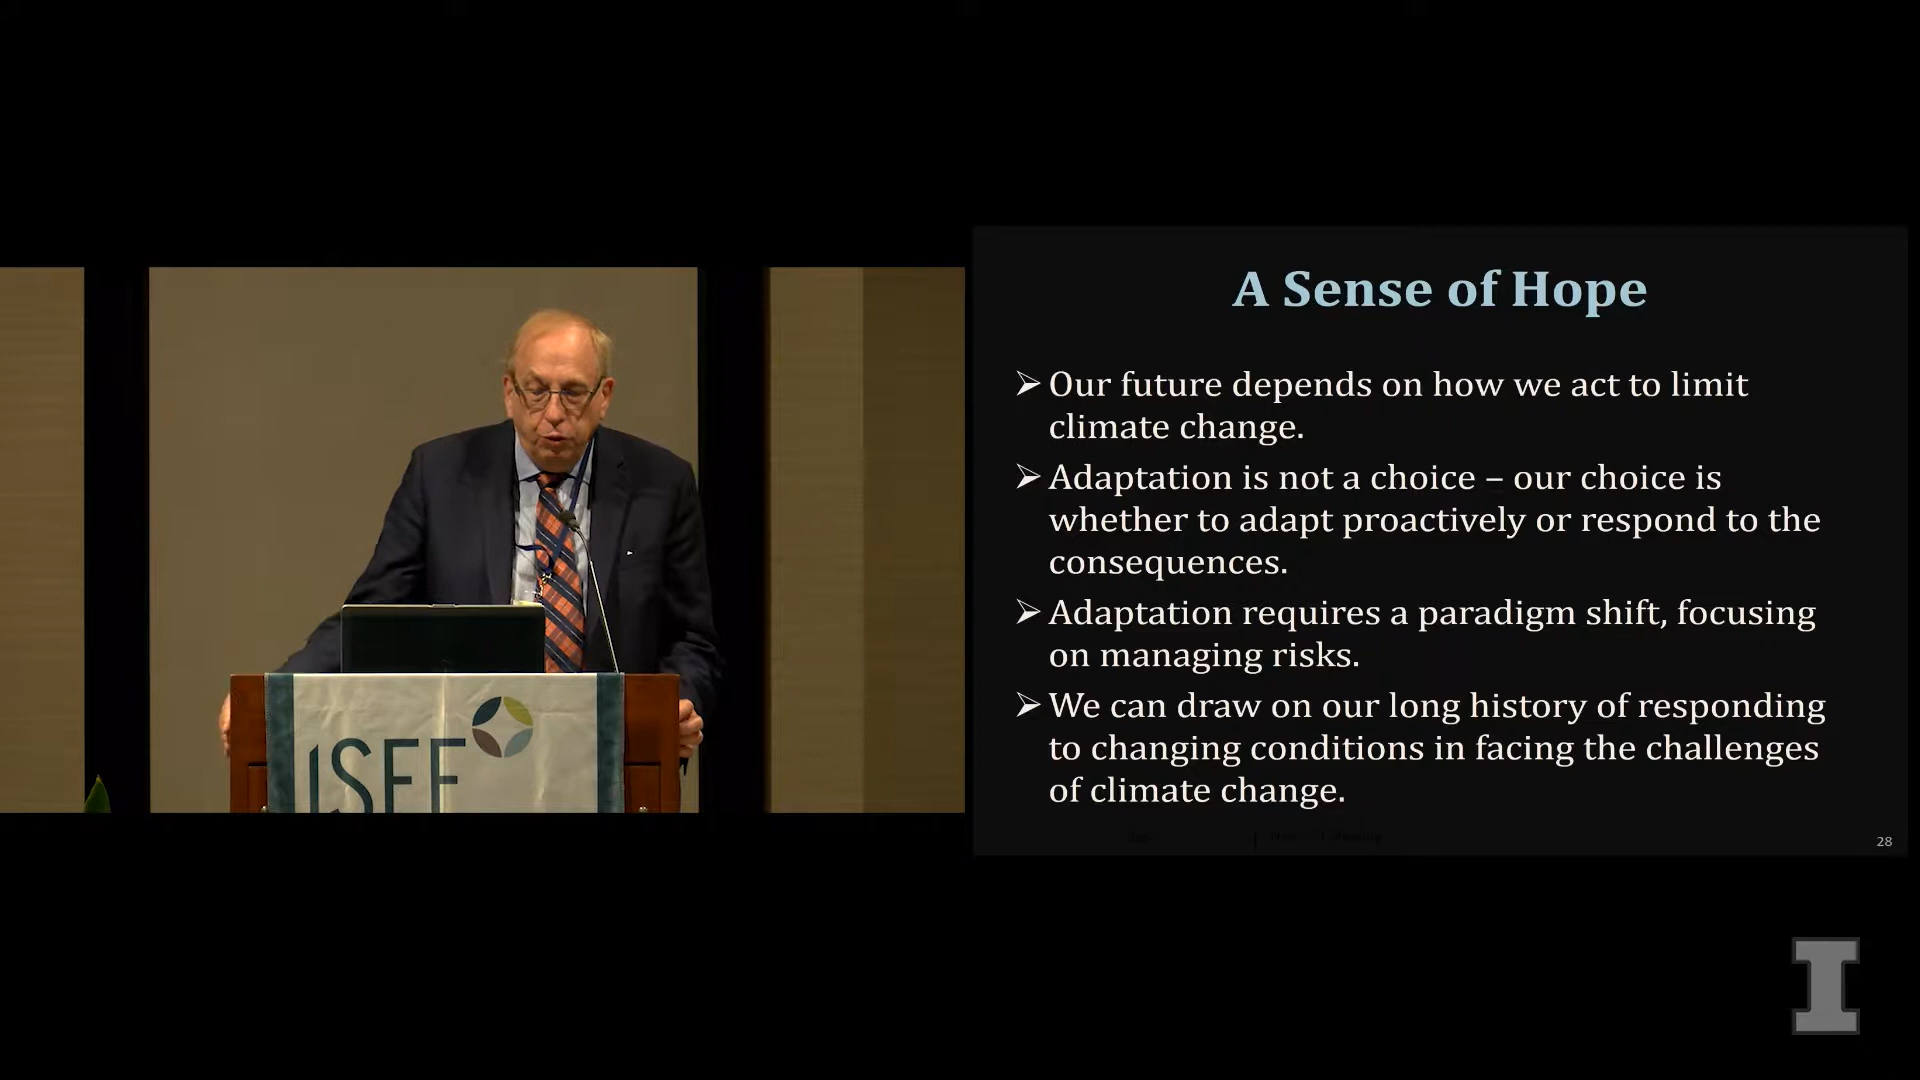 A Sense of Hope
➢ Our future depends on how we act to limit
climate change.
➢ Adaptation is not a choice – our choice is
whether to adapt proactively or respond to the
consequences.
➢ Adaptation requires a paradigm shift, focusing
on managing risks.
➢ We can draw on our long history of responding
to changing conditions in facing the challenges
of climate change.
28
I